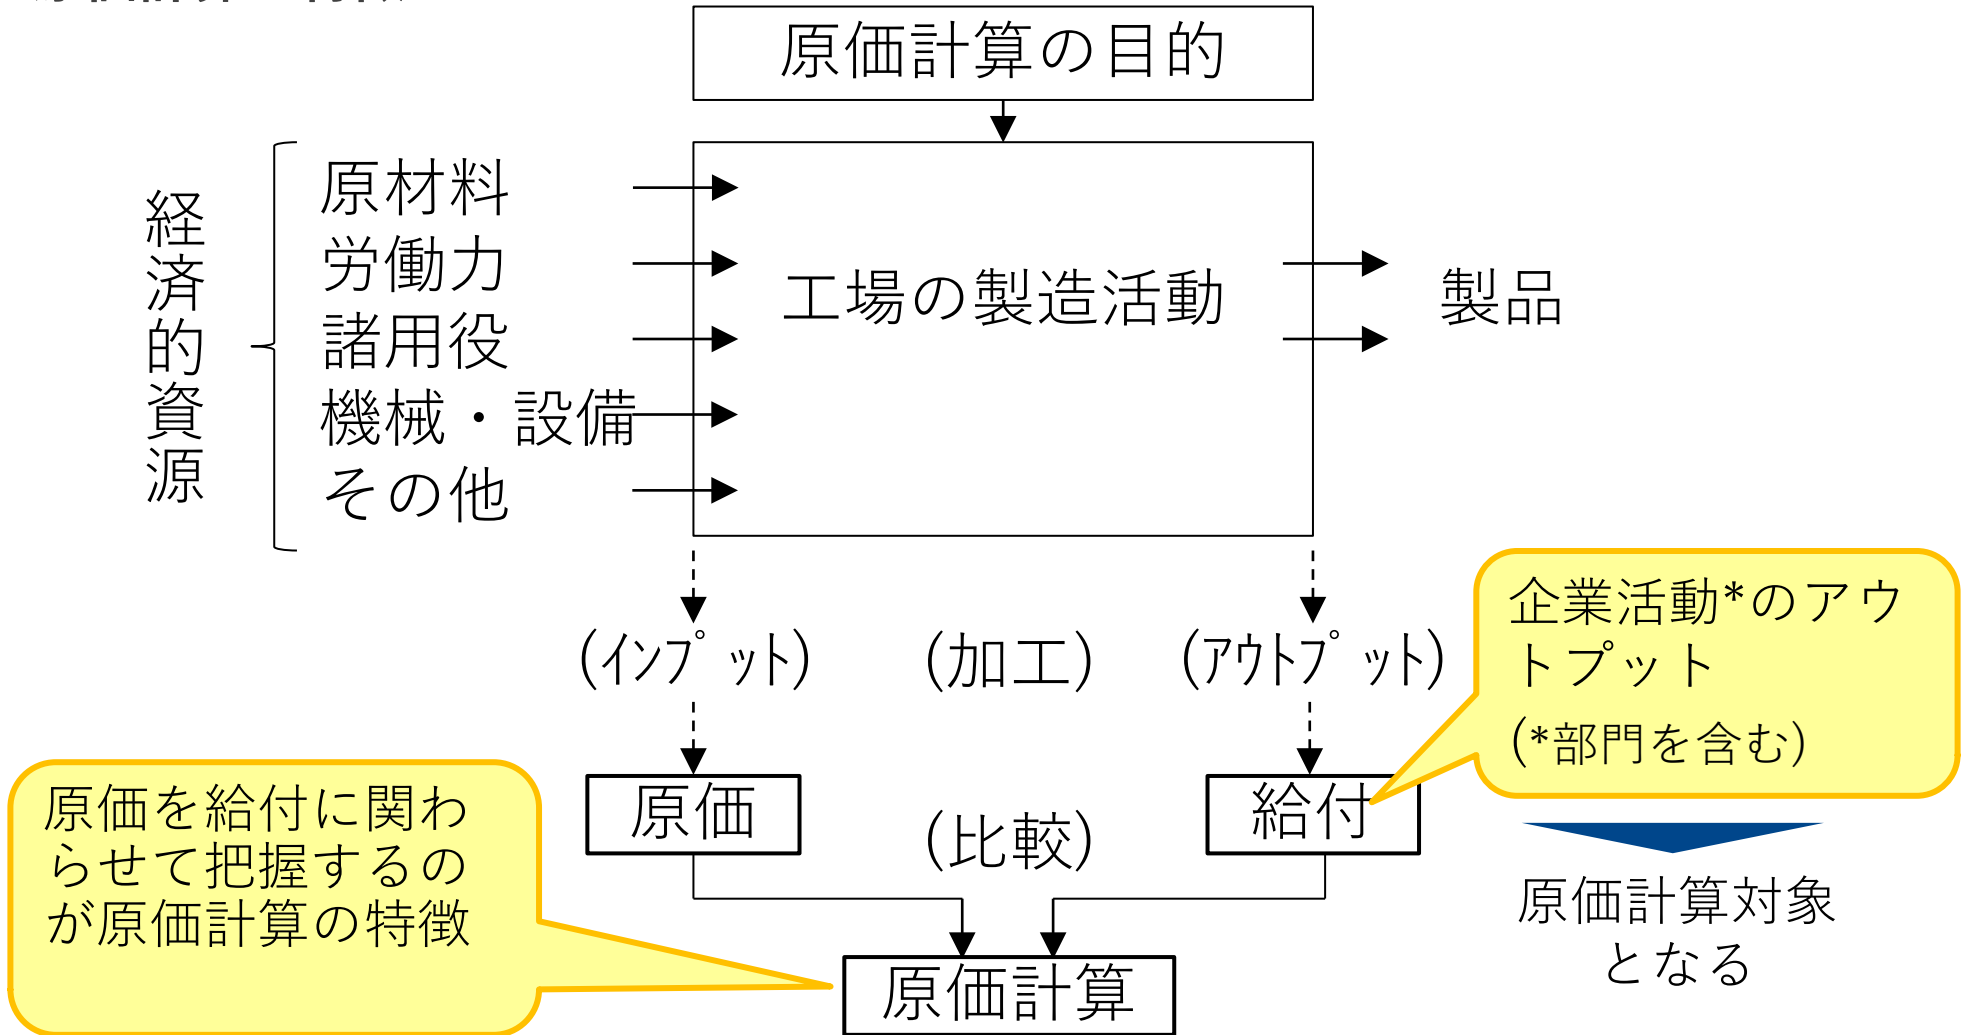 原価計算の目的
経済的資源
原材料
労働力
諸用役
機械・設備
その他
工場の製造活動
製品
(ｲﾝﾌﾟｯﾄ)
(加工)
(ｱｳﾄﾌﾟｯﾄ)
企業活動*のアウ
トプット
(*部門を含む)
原価を給付に関わ
らせて把握するの
が原価計算の特徴
原価
(比較)
給付
原価計算対象
となる
原価計算